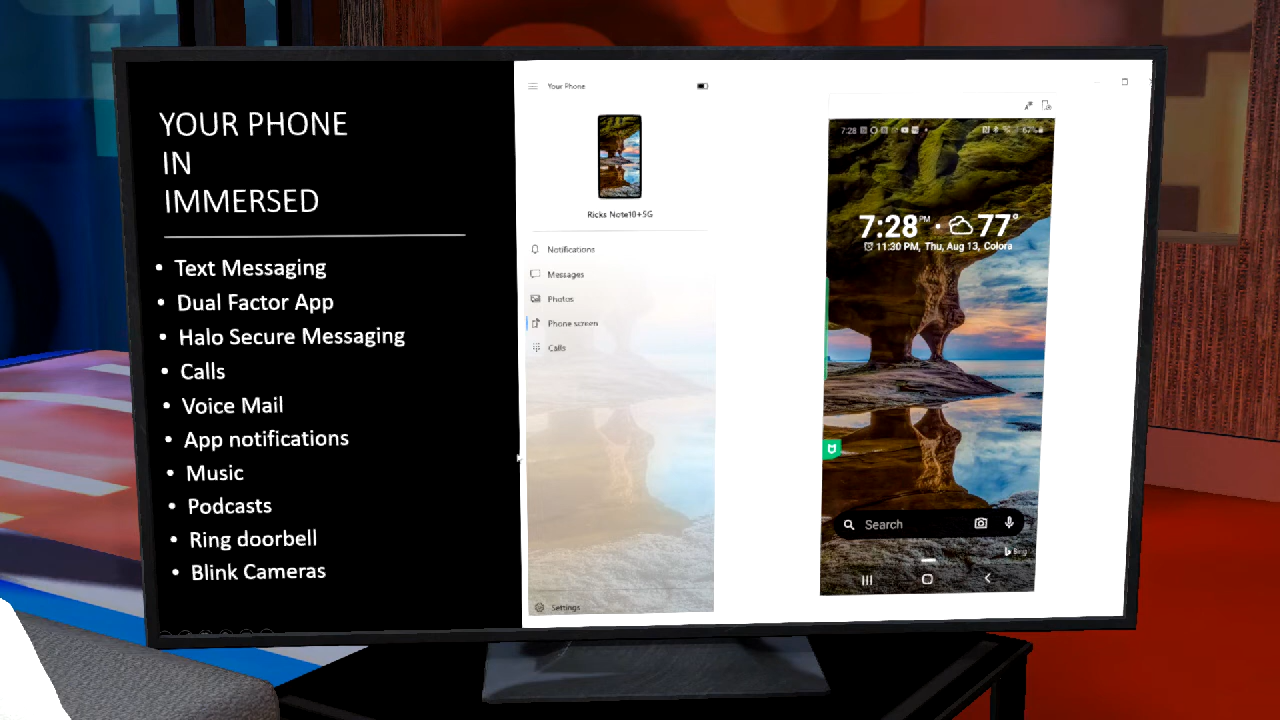 YOUR PHONE
IN
IMMERSED
• Text Messaging
• Dual Factor App
• Halo Secure Messaging
• Calls
• Voice Mail
• App notifications
• Music
• Podcasts
• Ring doorbell
• Blink Cameras
Your Phone
Ricks Note10+5G
Notifications
Messages
Photos
Phone screen
Calls
Settings
7:28
67%
7:28 PM · 77°
11:30 PM, Thu, Aug 13, Colora
Search
Bing